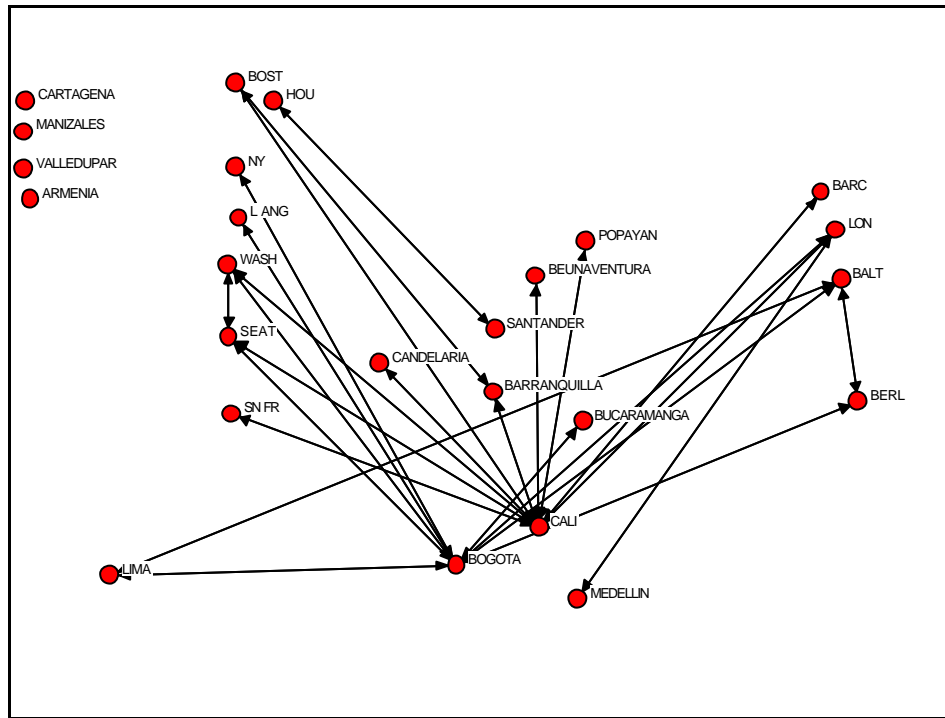 BOST
CARTAGENA
HOU
MANIZALES
NY
VALLEDUPAR
ARMENIA
BARC
L ANG
LON
POPAYAN
WASH
BEUNAVENTURA
BALT
SANTANDER
SEAT
CANDELARIA
BARRANQUILLA
BERL
SN FR
BUCARAMANGA
CALI
BOGOTA
LIMA
MEDELLIN